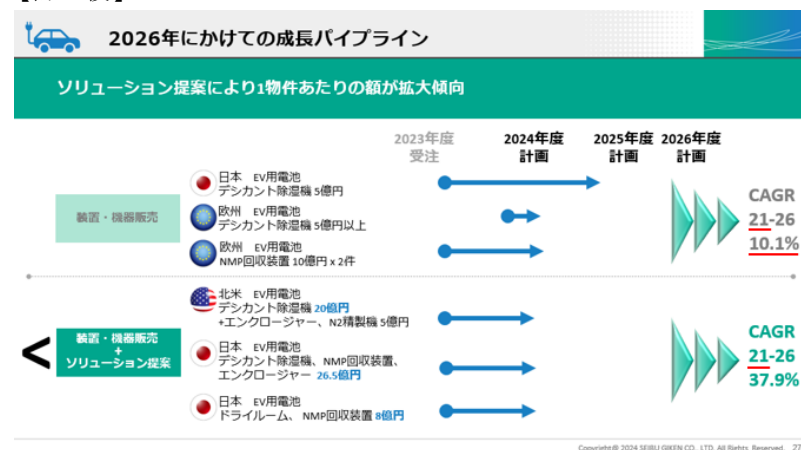 2026年にかけての成長パイプライン
ソリューション提案により1物件あたりの額が拡大傾向
2023年度 2024年度 2025年度 2026年度
受注 計画 計画 計画
装置・機器販売
日本 EV用電池
デシカント除湿機 5億円
欧州 EV用電池
デシカント除湿機 5億円以上
欧州 EV用電池
NMP回収装置 10億円 x 2件
CAGR
21-26
10.1%
<
装置・機器販売
+
ソリューション提案
北米 EV用電池
デシカント除湿機 20億円
+エンクロージャー、N2精製機 5億円
日本 EV用電池
デシカント除湿機、NMP回収装置、
エンクロージャー 26.5億円
日本 EV用電池
ドライルーム、 NMP回収装置 8億円
CAGR
21-26
37.9%
Copyright@ 2024 SEIBU GIKEN CO., LTD. All Rights Reserved. 27